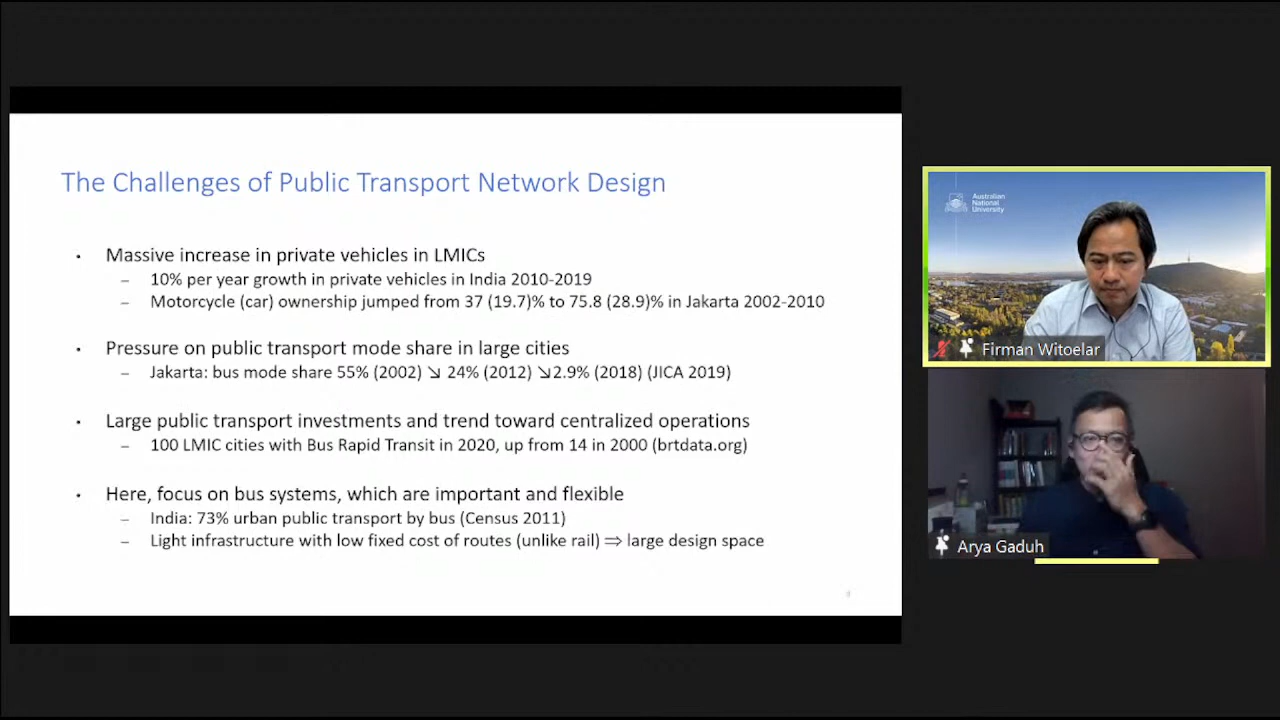 The Challenges of Public Transport Network Design
• Massive increase in private vehicles in LMICs
– 10% per year growth in private vehicles in India 2010-2019
– Motorcycle (car) ownership jumped from 37 (19.7)% to 75.8 (28.9)% in Jakarta 2002-2010
• Pressure on public transport mode share in large cities
– Jakarta: bus mode share 55% (2002) ↘ 24% (2012) ↘2.9% (2018) (JICA 2019)
• Large public transport investments and trend toward centralized operations
– 100 LMIC cities with Bus Rapid Transit in 2020, up from 14 in 2000 (brtdata.org)
• Here, focus on bus systems, which are important and flexible
– India: 73% urban public transport by bus (Census 2011)
– Light infrastructure with low fixed cost of routes (unlike rail) ⇒ large design space
Australian
National
University
Firman Witoelar
Arya Gaduh